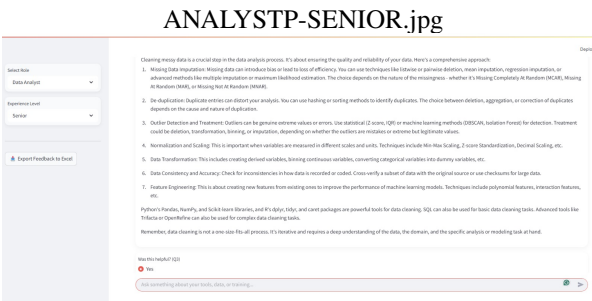 ANALYSTP-SENIOR.jpg
Deplo
Select Role
Data Analyst
Experience Level
Senior
Export Feedback to Excel
Cleaning messy data is a crucial step in the data analysis process. It's about ensuring the quality and reliability of your data. Here's a comprehensive approach:
1. Missing Data Imputation: Missing data can introduce bias or lead to loss of efficiency. You can use techniques like listwise or pairwise deletion, mean imputation, regression imputation, or
advanced methods like multiple imputation or maximum likelihood estimation. The choice depends on the nature of the missingness - whether it's Missing Completely At Random (MCAR), Missing
At Random (MAR), or Missing Not At Random (MNAR).
2. De-duplication: Duplicate entries can distort your analysis. You can use hashing or sorting methods to identify duplicates. The choice between deletion, aggregation, or correction of duplicates
depends on the cause and nature of duplication.
3. Outlier Detection and Treatment: Outliers can be genuine extreme values or errors. Use statistical (Z-score, IQR) or machine learning methods (DBSCAN, Isolation Forest) for detection. Treatment
could be deletion, transformation, binning, or imputation, depending on whether the outliers are mistakes or extreme but legitimate values.
4. Normalization and Scaling: This is important when variables are measured in different scales and units. Techniques include Min-Max Scaling, Z-score Standardization, Decimal Scaling, etc.
5. Data Transformation: This includes creating derived variables, binning continuous variables, converting categorical variables into dummy variables, etc.
6. Data Consistency and Accuracy: Check for inconsistencies in how data is recorded or coded. Cross-verify a subset of data with the original source or use checksums for large data.
7. Feature Engineering: This is about creating new features from existing ones to improve the performance of machine learning models. Techniques include polynomial features, interaction features,
etc.
Python's Pandas, NumPy, and Scikit-learn libraries, and R's dplyr, tidyr, and caret packages are powerful tools for data cleaning. SQL can also be used for basic data cleaning tasks. Advanced tools like
Trifacta or OpenRefine can also be used for complex data cleaning tasks.
Remember, data cleaning is not a one-size-fits-all process. It's iterative and requires a deep understanding of the data, the domain, and the specific analysis or modeling task at hand.
Was this helpful? (Q3)
Yes
Ask something about your tools, data, or training...